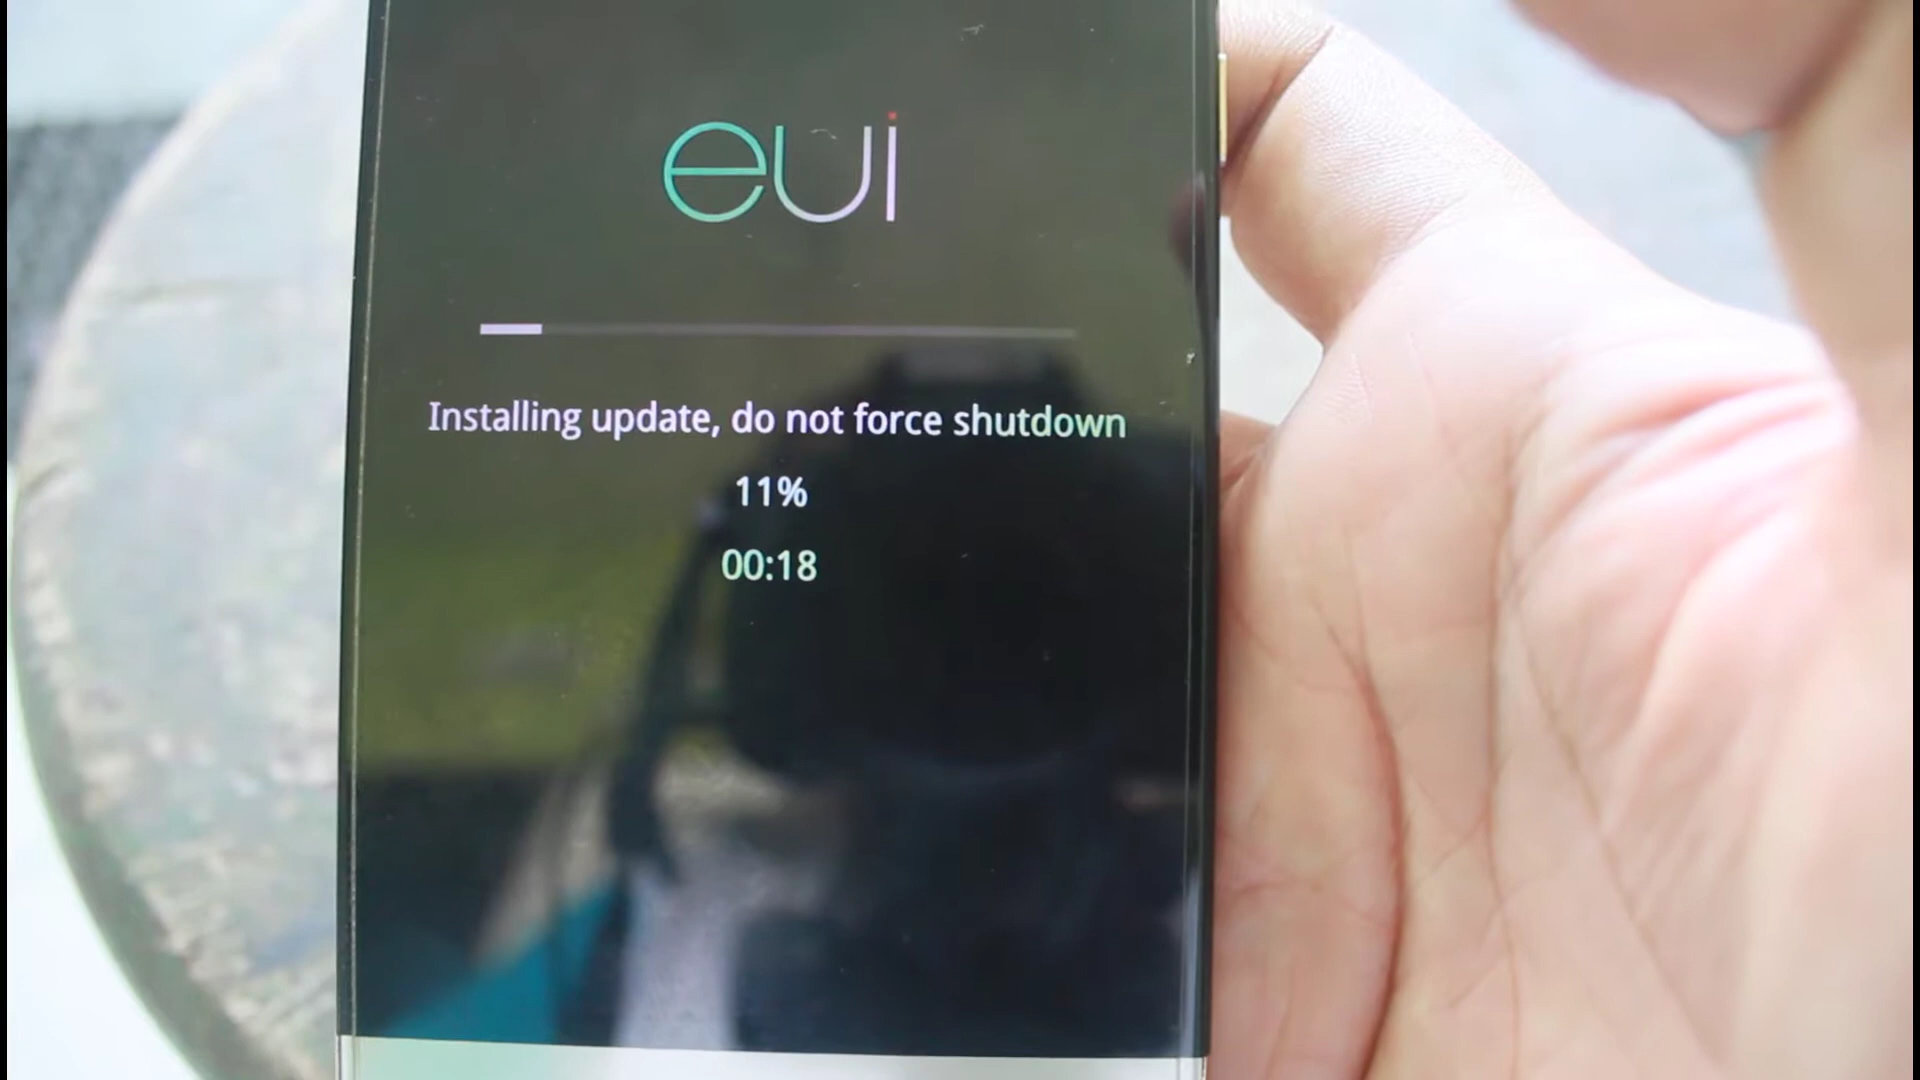 eui
Installing update, do not force shutdown
11%
00:18